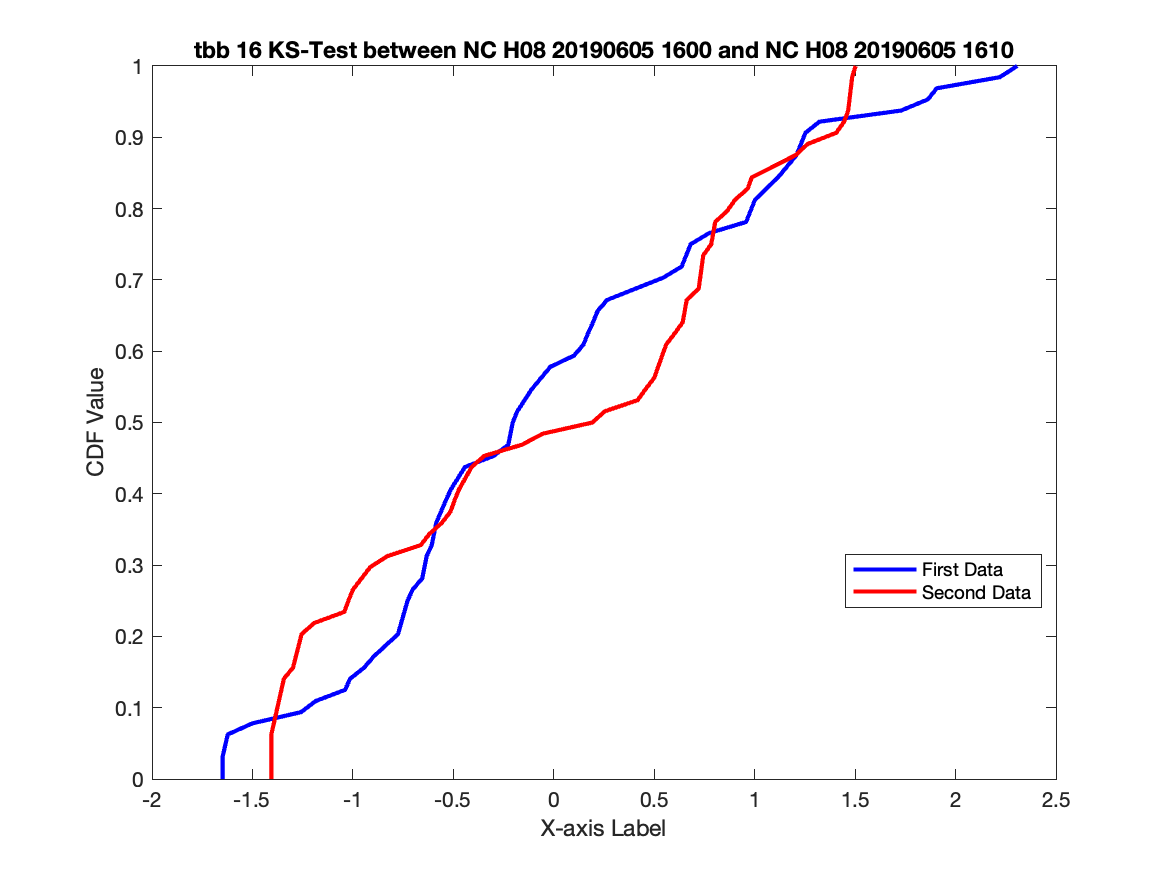 tbb 16 KS-Test between NC H08 20190605 1600 and NC H08 20190605 1610
1
0.9
0.8
0.7
0.6
0.5
0.4
0.3
0.2
0.1
0
CDF Value
First Data
Second Data
-2 -1.5 -1 -0.5 0 0.5 1 1.5 2 2.5
X-axis Label